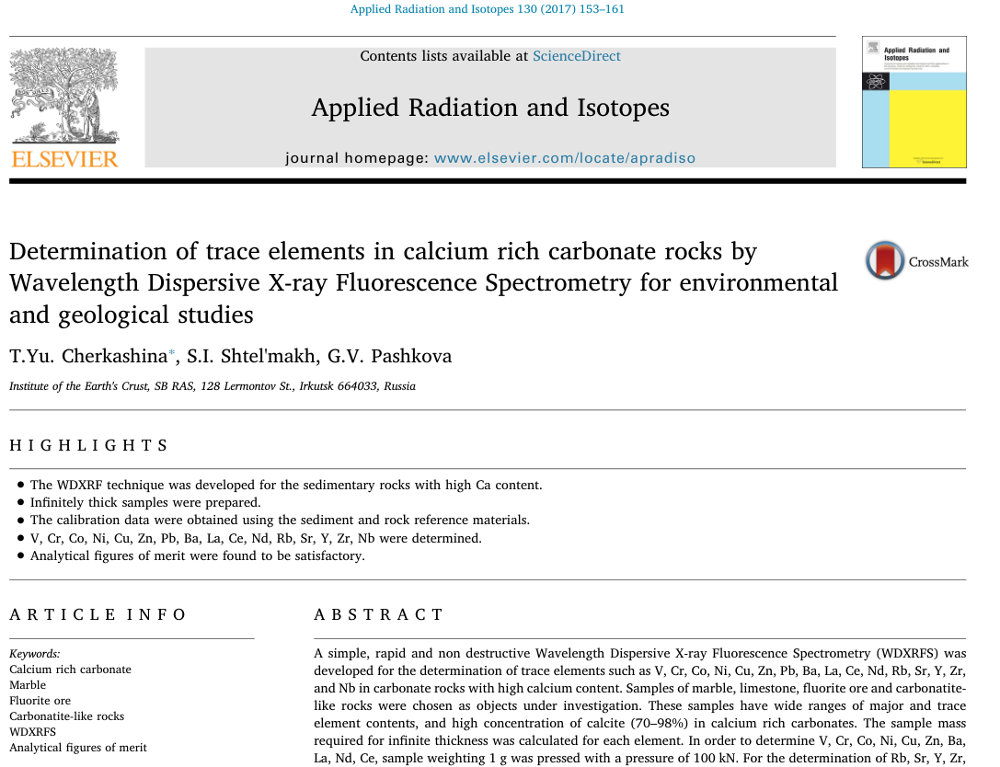 Applied Radiation and Isotopes 130 (2017) 153–161
Contents lists available at ScienceDirect
Applied Radiation and Isotopes
journal homepage: www.elsevier.com/locate/apradiso
ELSEVIER
Applied Radiation and
Isotopes
Determination of trace elements in calcium rich carbonate rocks by
Wavelength Dispersive X-ray Fluorescence Spectrometry for environmental
and geological studies
CrossMark
T.Yu. Cherkashina*, S.I. Shtel'makh, G.V. Pashkova
Institute of the Earth's Crust, SB RAS, 128 Lermontov St., Irkutsk 664033, Russia
HIGHLIGHTS
• The WDXRF technique was developed for the sedimentary rocks with high Ca content.
• Infinitely thick samples were prepared.
• The calibration data were obtained using the sediment and rock reference materials.
• V, Cr, Co, Ni, Cu, Zn, Pb, Ba, La, Ce, Nd, Rb, Sr, Y, Zr, Nb were determined.
• Analytical figures of merit were found to be satisfactory.
ARTICLE INFO
Keywords:
Calcium rich carbonate
Marble
Fluorite ore
Carbonatite-like rocks
WDXRFS
Analytical figures of merit
ABSTRACT
A simple, rapid and non destructive Wavelength Dispersive X-ray Fluorescence Spectrometry (WDXRFS) was
developed for the determination of trace elements such as V, Cr, Co, Ni, Cu, Zn, Pb, Ba, La, Ce, Nd, Rb, Sr, Y, Zr,
and Nb in carbonate rocks with high calcium content. Samples of marble, limestone, fluorite ore and carbonatite-
like rocks were chosen as objects under investigation. These samples have wide ranges of major and trace
element contents, and high concentration of calcite (70–98%) in calcium rich carbonates. The sample mass
required for infinite thickness was calculated for each element. In order to determine V, Cr, Co, Ni, Cu, Zn, Ba,
La, Nd, Ce, sample weighting 1 g was pressed with a pressure of 100 kN. For the determination of Rb, Sr, Y, Zr,